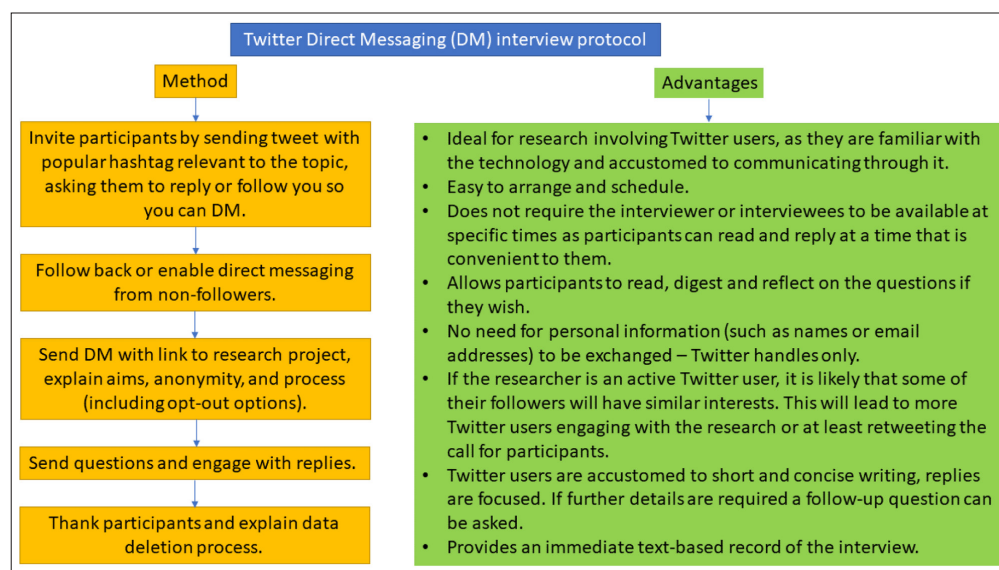 Twitter Direct Messaging (DM) interview protocol
Method
Invite participants by sending tweet with
popular hashtag relevant to the topic,
asking them to reply or follow you so
you can DM.
Follow back or enable direct messaging
from non-followers.
Send DM with link to research project,
explain aims, anonymity, and process
(including opt-out options).
Send questions and engage with replies.
Thank participants and explain data
deletion process.
Advantages
• Ideal for research involving Twitter users, as they are familiar with
the technology and accustomed to communicating through it.
• Easy to arrange and schedule.
• Does not require the interviewer or interviewees to be available at
specific times as participants can read and reply at a time that is
convenient to them.
• Allows participants to read, digest and reflect on the questions if
they wish.
• No need for personal information (such as names or email
addresses) to be exchanged – Twitter handles only.
• If the researcher is an active Twitter user, it is likely that some of
their followers will have similar interests. This will lead to more
Twitter users engaging with the research or at least retweeting the
call for participants.
• Twitter users are accustomed to short and concise writing, replies
are focused. If further details are required a follow-up question can
be asked.
• Provides an immediate text-based record of the interview.